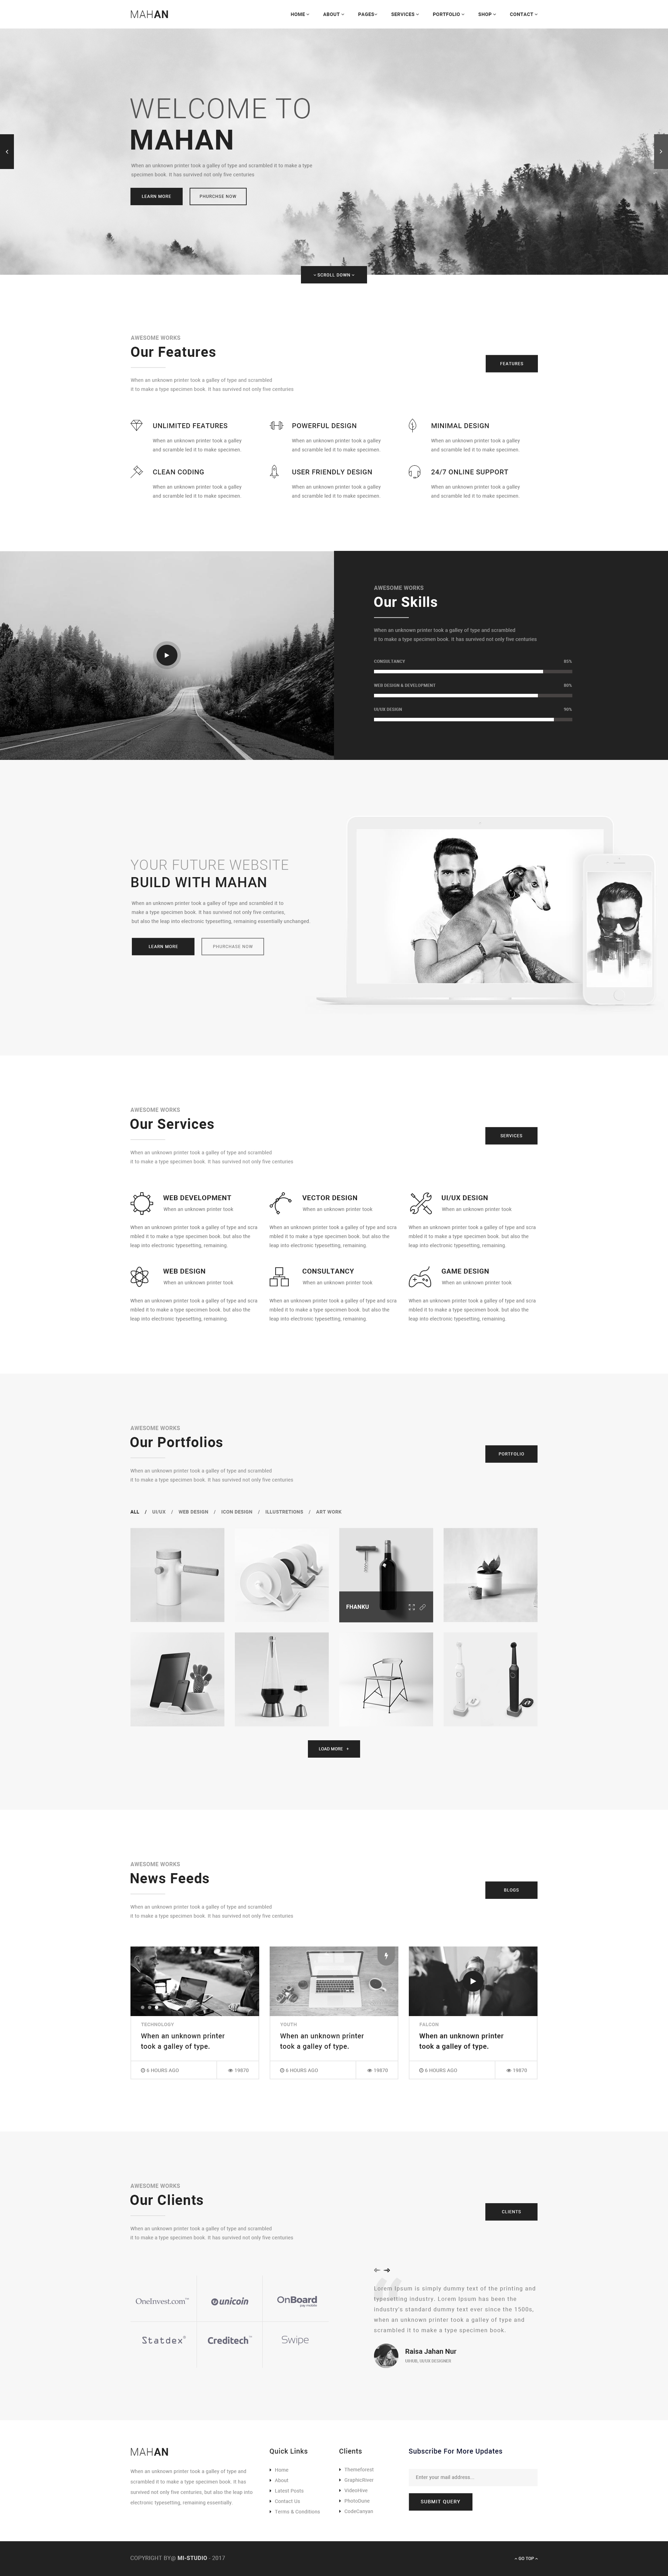 MAHAN
HOME ABOUT PAGES SERVICES PORTFOLIO SHOP CONTACT
WELCOME TO
MAHAN
When an unknown printer took a galley of type and scrambled it to make a type
specimen book. It has survived not only five centuries
LEARN MORE PHURCHSE NOW
SCROLL DOWN
AWESOME WORKS
Our Features
FEATURES
When an unknown printer took a galley of type and scrambled
it to make a type specimen book. It has survived not only five centuries
UNLIMITED FEATURES
When an unknown printer took a galley
and scramble led it to make specimen.
POWERFUL DESIGN
When an unknown printer took a galley
and scramble led it to make specimen.
MINIMAL DESIGN
When an unknown printer took a galley
and scramble led it to make specimen.
CLEAN CODING
When an unknown printer took a galley
and scramble led it to make specimen.
USER FRIENDLY DESIGN
When an unknown printer took a galley
and scramble led it to make specimen.
24/7 ONLINE SUPPORT
When an unknown printer took a galley
and scramble led it to make specimen.
AWESOME WORKS
Our Skills
When an unknown printer took a galley of type and scrambled
it to make a type specimen book. It has survived not only five centuries
CONSULTANCY 85%
WEB DESIGN & DEVELOPMENT 80%
UI/UX DESIGN 90%
YOUR FUTURE WEBSITE
BUILD WITH MAHAN
When an unknown printer took a galley of type and scrambled it to
make a type specimen book. It has survived not only five centuries,
but also the leap into electronic typesetting, remaining essentially unchanged.
LEARN MORE PHURCHASE NOW
AWESOME WORKS
Our Services
SERVICES
When an unknown printer took a galley of type and scrambled
it to make a type specimen book. It has survived not only five centuries
WEB DEVELOPMENT
When an unknown printer took
When an unknown printer took a galley of type and scra
mbled it to make a type specimen book. but also the
leap into electronic typesetting, remaining.
VECTOR DESIGN
When an unknown printer took
When an unknown printer took a galley of type and scra
mbled it to make a type specimen book. but also the
leap into electronic typesetting, remaining.
UI/UX DESIGN
When an unknown printer took
When an unknown printer took a galley of type and scra
mbled it to make a type specimen book. but also the
leap into electronic typesetting, remaining.
WEB DESIGN
When an unknown printer took
When an unknown printer took a galley of type and scra
mbled it to make a type specimen book. but also the
leap into electronic typesetting, remaining.
CONSULTANCY
When an unknown printer took
When an unknown printer took a galley of type and scra
mbled it to make a type specimen book. but also the
leap into electronic typesetting, remaining.
GAME DESIGN
When an unknown printer took
When an unknown printer took a galley of type and scra
mbled it to make a type specimen book. but also the
leap into electronic typesetting, remaining.
AWESOME WORKS
Our Portfolios
PORTFOLIO
When an unknown printer took a galley of type and scrambled
it to make a type specimen book. It has survived not only five centuries
ALL / UI/UX / WEB DESIGN / ICON DESIGN / ILLUSTRETIONS / ART WORK
FHANKU
LOAD MORE +
AWESOME WORKS
News Feeds
BLOGS
When an unknown printer took a galley of type and scrambled
it to make a type specimen book. It has survived not only five centuries
TECHNOLOGY
When an unknown printer
took a galley of type.
6 HOURS AGO 19870
YOUTH
When an unknown printer
took a galley of type.
6 HOURS AGO 19870
FALZION
When an unknown printer
took a galley of type.
6 HOURS AGO 19870
AWESOME WORKS
Our Clients
CLIENTS
When an unknown printer took a galley of type and scrambled
it to make a type specimen book. It has survived not only five centuries
OneInvest.com™ unicoin OnBoard
pay mobile
Statdex® Creditech™ Swipe
Lorem Ipsum is simply dummy text of the printing and
typesetting industry. Lorem Ipsum has been the
industry's standard dummy text ever since the 1500s,
when an unknown printer took a galley of type and
scrambled it to make a type specimen book.
Raisa Jahan Nur
MAHAN
When an unknown printer took a galley of type and
scrambled it to make a type specimen book. It has
survived not only five centuries, but also the leap into
electronic typesetting, remaining essentially.
Quick Links
Home
About
Latest Posts
Contact Us
Terms & Conditions
Clients
Themeforest
GraphicRiver
VideoHive
PhotoDune
CodeCanyan
Subscribe For More Updates
Enter your mail address...
SUBMIT QUERY
COPYRIGHT BY@ MI-STUDIO - 2017
GO TOP